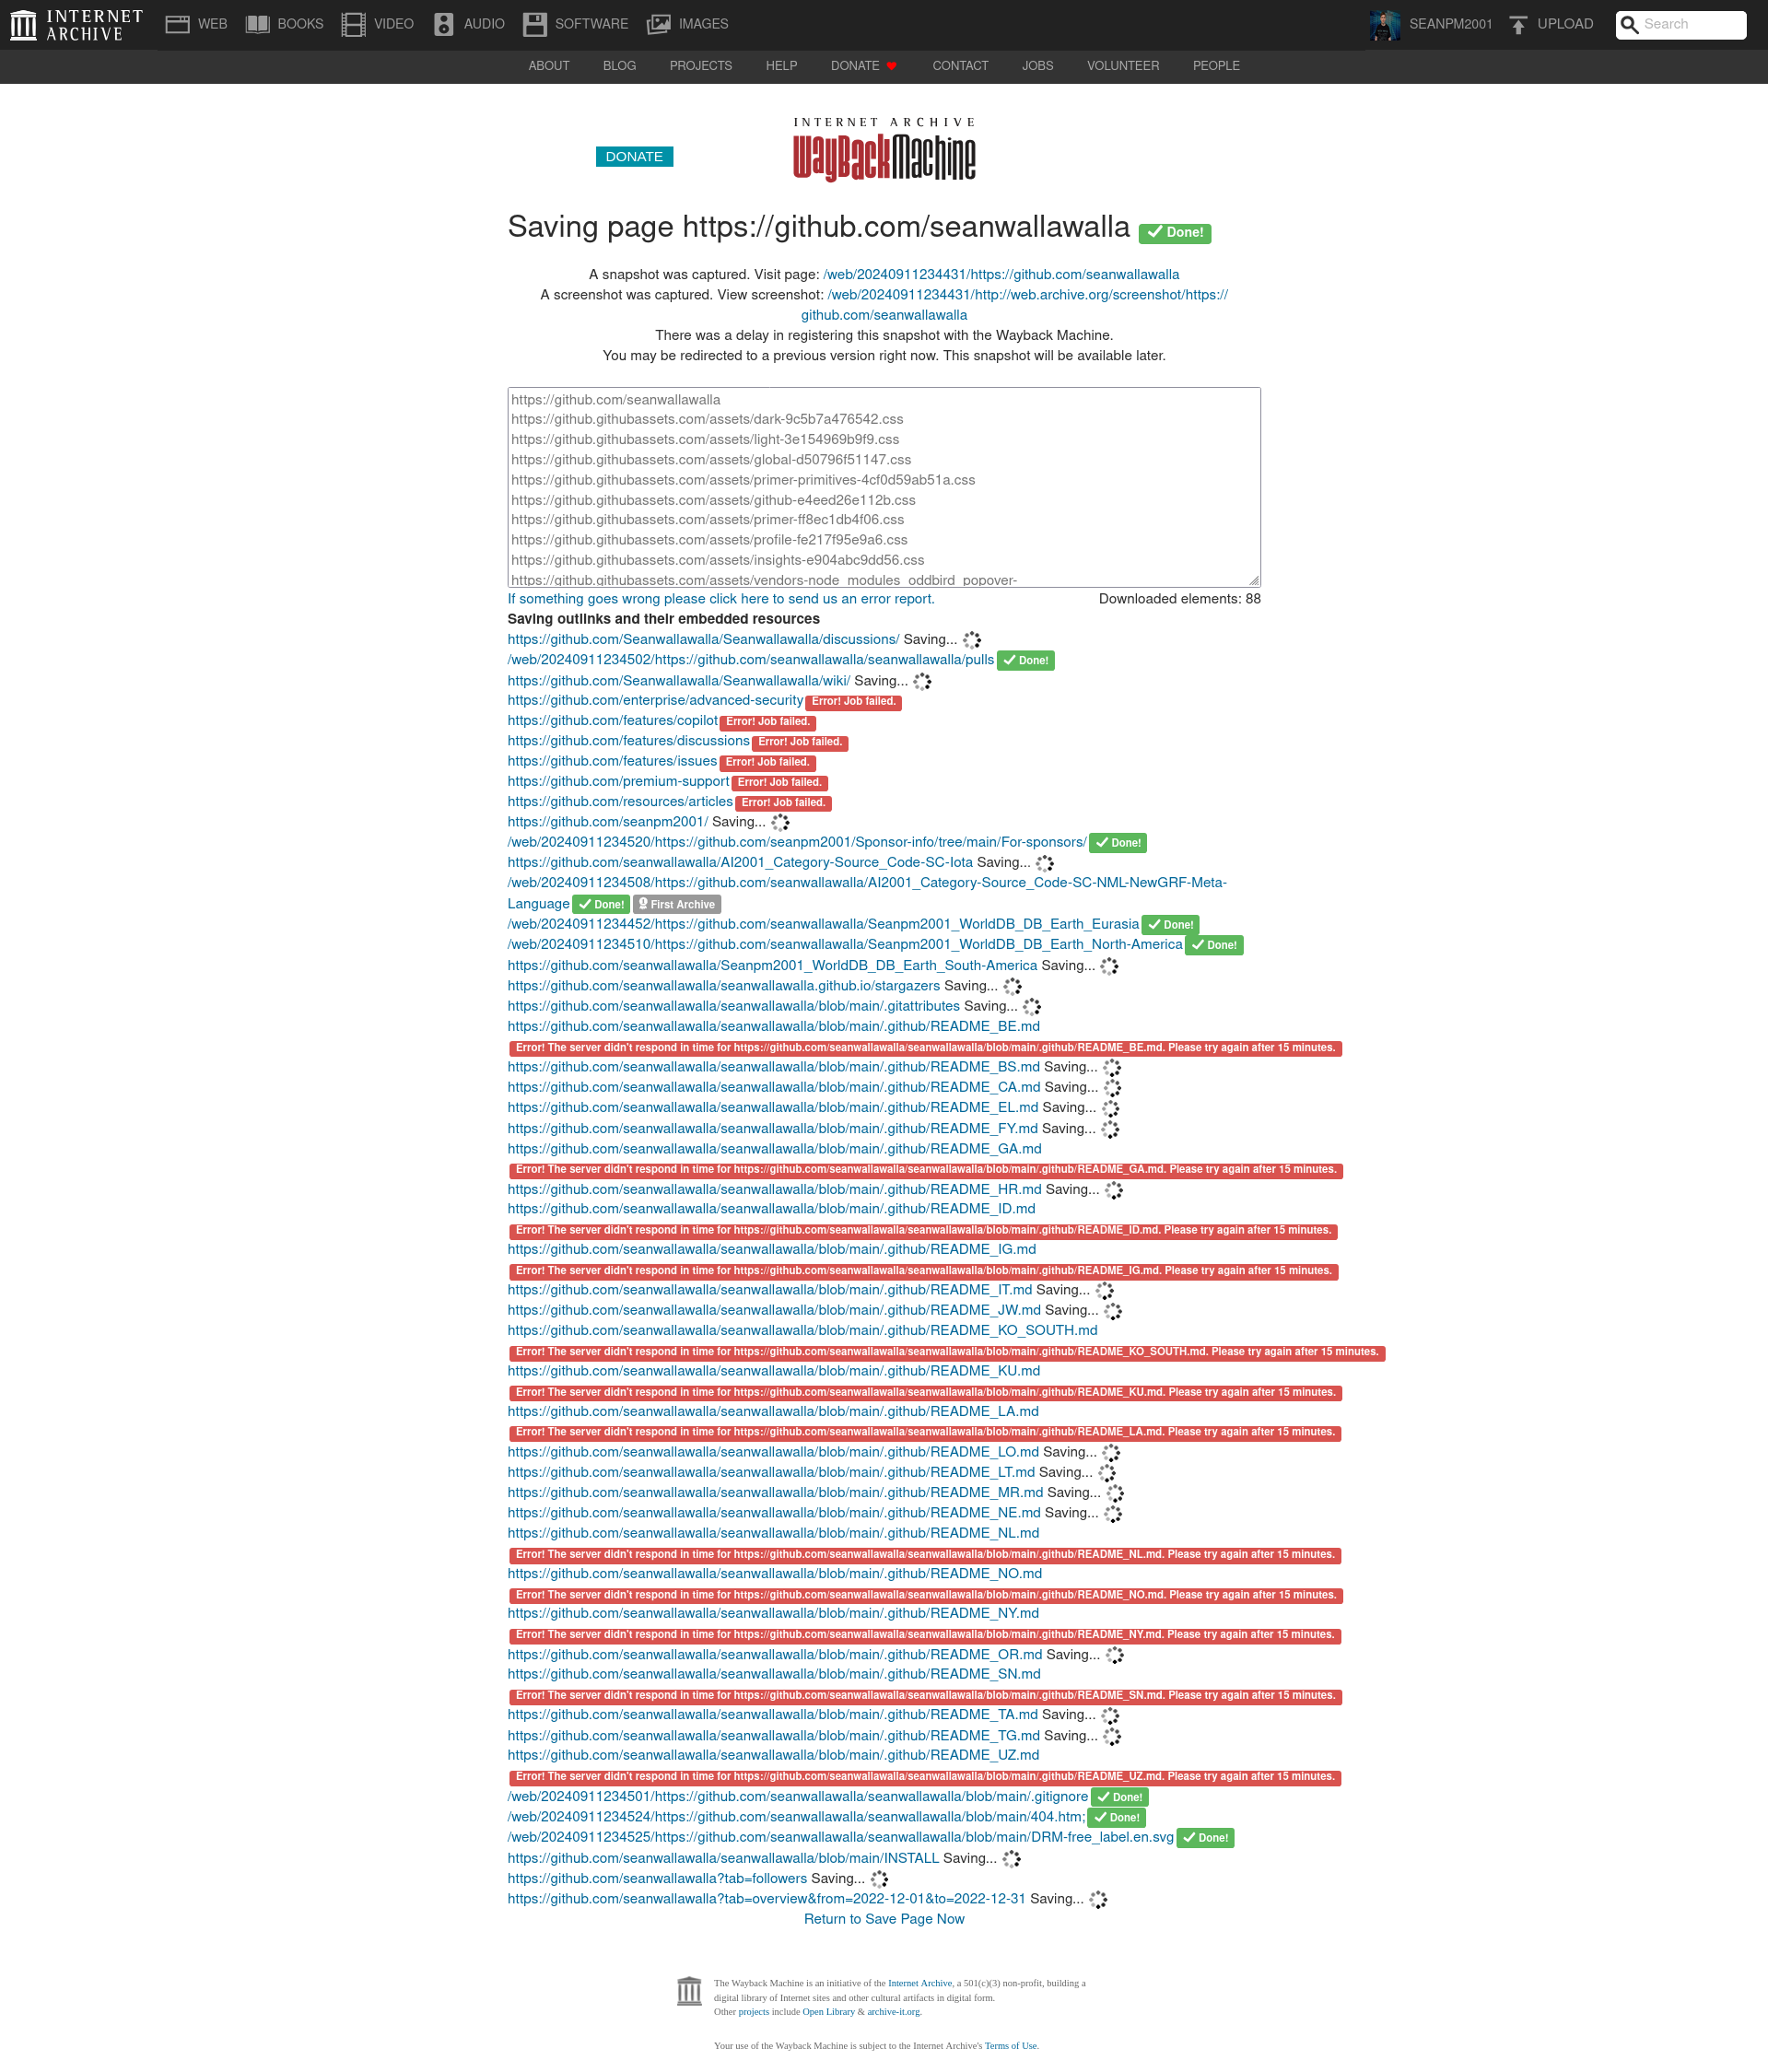 INTERNET ARCHIVE
WEB
BOOKS
VIDEO
AUDIO
SOFTWARE
IMAGES
SEANPM2001
UPLOAD
Search
ABOUT
BLOG
PROJECTS
HELP
DONATE
CONTACT
JOBS
VOLUNTEER
PEOPLE
DONATE
INTERNET ARCHIVE
WayBackMachine
Saving page https://github.com/seanwallawalla Done!
A snapshot was captured. Visit page: /web/20240911234431/https://github.com/seanwallawalla
A screenshot was captured. View screenshot: /web/20240911234431/http://web.archive.org/screenshot/https://
github.com/seanwallawalla
There was a delay in registering this snapshot with the Wayback Machine.
You may be redirected to a previous version right now. This snapshot will be available later.
https://github.com/seanwallawalla
https://github.githubassets.com/assets/dark-9c5b7a476542.css
https://github.githubassets.com/assets/light-3e154969b9f9.css
https://github.githubassets.com/assets/global-d50796f51147.css
https://github.githubassets.com/assets/primer-primitives-4cf0d59ab51a.css
https://github.githubassets.com/assets/github-e4eed26e112b.css
https://github.githubassets.com/assets/primer-ff8ec1db4f06.css
https://github.githubassets.com/assets/profile-fe217f95e9a6.css
https://github.githubassets.com/assets/insights-e904abc9dd56.css
https://github.githubassets.com/assets/vendors-node_modules_oddbird_popover-
If something goes wrong please click here to send us an error report. Downloaded elements: 88
Saving outlinks and their embedded resources
https://github.com/Seanwallawalla/Seanwallawalla/discussions/ Saving...
/web/20240911234502/https://github.com/seanwallawalla/seanwallawalla/pulls Done!
https://github.com/Seanwallawalla/Seanwallawalla/wiki/ Saving...
https://github.com/enterprise/advanced-security Error! Job failed.
https://github.com/features/copilot Error! Job failed.
https://github.com/features/discussions Error! Job failed.
https://github.com/features/issues Error! Job failed.
https://github.com/premium-support Error! Job failed.
https://github.com/resources/articles Error! Job failed.
https://github.com/seanpm2001/ Saving...
/web/20240911234520/https://github.com/seanpm2001/Sponsor-info/tree/main/For-sponsors/ Done!
https://github.com/seanwallawalla/AI2001_Category-Source_Code-SC-Iota Saving...
/web/20240911234508/https://github.com/seanwallawalla/AI2001_Category-Source_Code-SC-NML-NewGRF-Meta-
Language Done! First Archive
/web/20240911234452/https://github.com/seanwallawalla/Seanpm2001_WorldDB_DB_Earth_Eurasia Done!
/web/20240911234510/https://github.com/seanwallawalla/Seanpm2001_WorldDB_DB_Earth_North-America Done!
https://github.com/seanwallawalla/Seanpm2001_WorldDB_DB_Earth_South-America Saving...
https://github.com/seanwallawalla/seanwallawalla.github.io/stargazers Saving...
https://github.com/seanwallawalla/seanwallawalla/blob/main/.gitattributes Saving...
https://github.com/seanwallawalla/seanwallawalla/blob/main/.github/README_BE.md
Error! The server didn't respond in time for https://github.com/seanwallawalla/seanwallawalla/blob/main/.github/README_BE.md. Please try again after 15 minutes.
https://github.com/seanwallawalla/seanwallawalla/blob/main/.github/README_BS.md Saving...
https://github.com/seanwallawalla/seanwallawalla/blob/main/.github/README_CA.md Saving...
https://github.com/seanwallawalla/seanwallawalla/blob/main/.github/README_EL.md Saving...
https://github.com/seanwallawalla/seanwallawalla/blob/main/.github/README_FY.md Saving...
https://github.com/seanwallawalla/seanwallawalla/blob/main/.github/README_GA.md
Error! The server didn't respond in time for https://github.com/seanwallawalla/seanwallawalla/blob/main/.github/README_GA.md. Please try again after 15 minutes.
https://github.com/seanwallawalla/seanwallawalla/blob/main/.github/README_HR.md Saving...
https://github.com/seanwallawalla/seanwallawalla/blob/main/.github/README_ID.md
Error! The server didn't respond in time for https://github.com/seanwallawalla/seanwallawalla/blob/main/.github/README_ID.md. Please try again after 15 minutes.
https://github.com/seanwallawalla/seanwallawalla/blob/main/.github/README_IG.md
Error! The server didn't respond in time for https://github.com/seanwallawalla/seanwallawalla/blob/main/.github/README_IG.md. Please try again after 15 minutes.
https://github.com/seanwallawalla/seanwallawalla/blob/main/.github/README_IT.md Saving...
https://github.com/seanwallawalla/seanwallawalla/blob/main/.github/README_JW.md Saving...
https://github.com/seanwallawalla/seanwallawalla/blob/main/.github/README_KO_SOUTH.md
Error! The server didn't respond in time for https://github.com/seanwallawalla/seanwallawalla/blob/main/.github/README_KO_SOUTH.md. Please try again after 15 minutes.
https://github.com/seanwallawalla/seanwallawalla/blob/main/.github/README_KU.md
Error! The server didn't respond in time for https://github.com/seanwallawalla/seanwallawalla/blob/main/.github/README_KU.md. Please try again after 15 minutes.
https://github.com/seanwallawalla/seanwallawalla/blob/main/.github/README_LA.md
Error! The server didn't respond in time for https://github.com/seanwallawalla/seanwallawalla/blob/main/.github/README_LA.md. Please try again after 15 minutes.
https://github.com/seanwallawalla/seanwallawalla/blob/main/.github/README_LO.md Saving...
https://github.com/seanwallawalla/seanwallawalla/blob/main/.github/README_LT.md Saving...
https://github.com/seanwallawalla/seanwallawalla/blob/main/.github/README_MR.md Saving...
https://github.com/seanwallawalla/seanwallawalla/blob/main/.github/README_NE.md Saving...
https://github.com/seanwallawalla/seanwallawalla/blob/main/.github/README_NL.md
Error! The server didn't respond in time for https://github.com/seanwallawalla/seanwallawalla/blob/main/.github/README_NL.md. Please try again after 15 minutes.
https://github.com/seanwallawalla/seanwallawalla/blob/main/.github/README_NO.md
Error! The server didn't respond in time for https://github.com/seanwallawalla/seanwallawalla/blob/main/.github/README_NO.md. Please try again after 15 minutes.
https://github.com/seanwallawalla/seanwallawalla/blob/main/.github/README_NY.md
Error! The server didn't respond in time for https://github.com/seanwallawalla/seanwallawalla/blob/main/.github/README_NY.md. Please try again after 15 minutes.
https://github.com/seanwallawalla/seanwallawalla/blob/main/.github/README_OR.md Saving...
https://github.com/seanwallawalla/seanwallawalla/blob/main/.github/README_SN.md
Error! The server didn't respond in time for https://github.com/seanwallawalla/seanwallawalla/blob/main/.github/README_SN.md. Please try again after 15 minutes.
https://github.com/seanwallawalla/seanwallawalla/blob/main/.github/README_TA.md Saving...
https://github.com/seanwallawalla/seanwallawalla/blob/main/.github/README_TG.md Saving...
https://github.com/seanwallawalla/seanwallawalla/blob/main/.github/README_UZ.md
Error! The server didn't respond in time for https://github.com/seanwallawalla/seanwallawalla/blob/main/.github/README_UZ.md. Please try again after 15 minutes.
/web/20240911234501/https://github.com/seanwallawalla/seanwallawalla/blob/main/.gitignore Done!
/web/20240911234524/https://github.com/seanwallawalla/seanwallawalla/blob/main/404.htm; Done!
/web/20240911234525/https://github.com/seanwallawalla/seanwallawalla/blob/main/DRM-free_label.en.svg Done!
https://github.com/seanwallawalla/seanwallawalla/blob/main/INSTALL Saving...
https://github.com/seanwallawalla?tab=followers Saving...
https://github.com/seanwallawalla?tab=overview&from=2022-12-01&to=2022-12-31 Saving...
Return to Save Page Now
The Wayback Machine is an initiative of the Internet Archive, a 501(c)(3) non-profit, building a
digital library of Internet sites and other cultural artifacts in digital form.
Other projects include Open Library & archive-it.org.
Your use of the Wayback Machine is subject to the Internet Archive's Terms of Use.